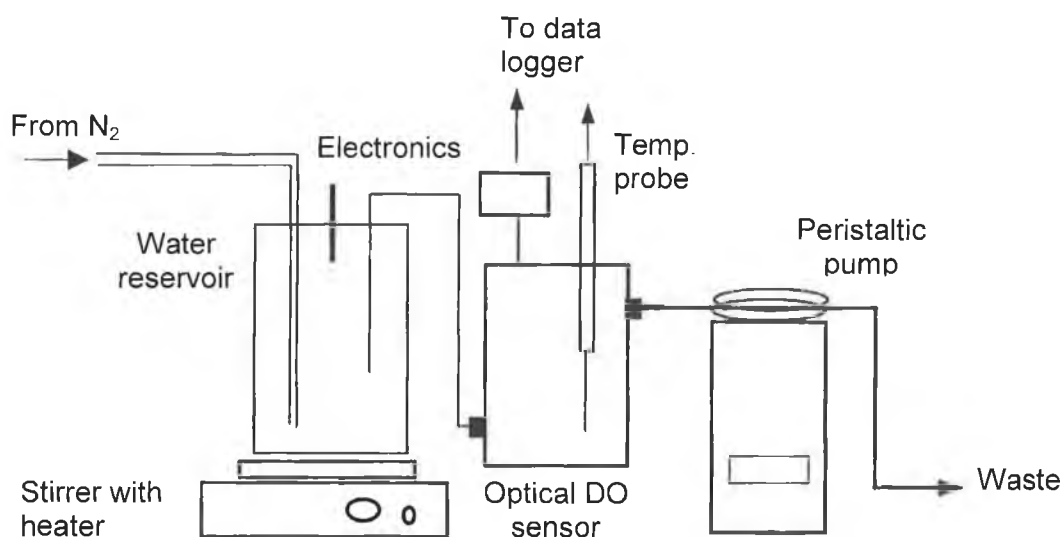 To data
logger
From N₂
Electronics
Temp.
probe
Water
reservoir
Peristaltic
pump
Stirrer with
heater
Optical DO
sensor
Waste